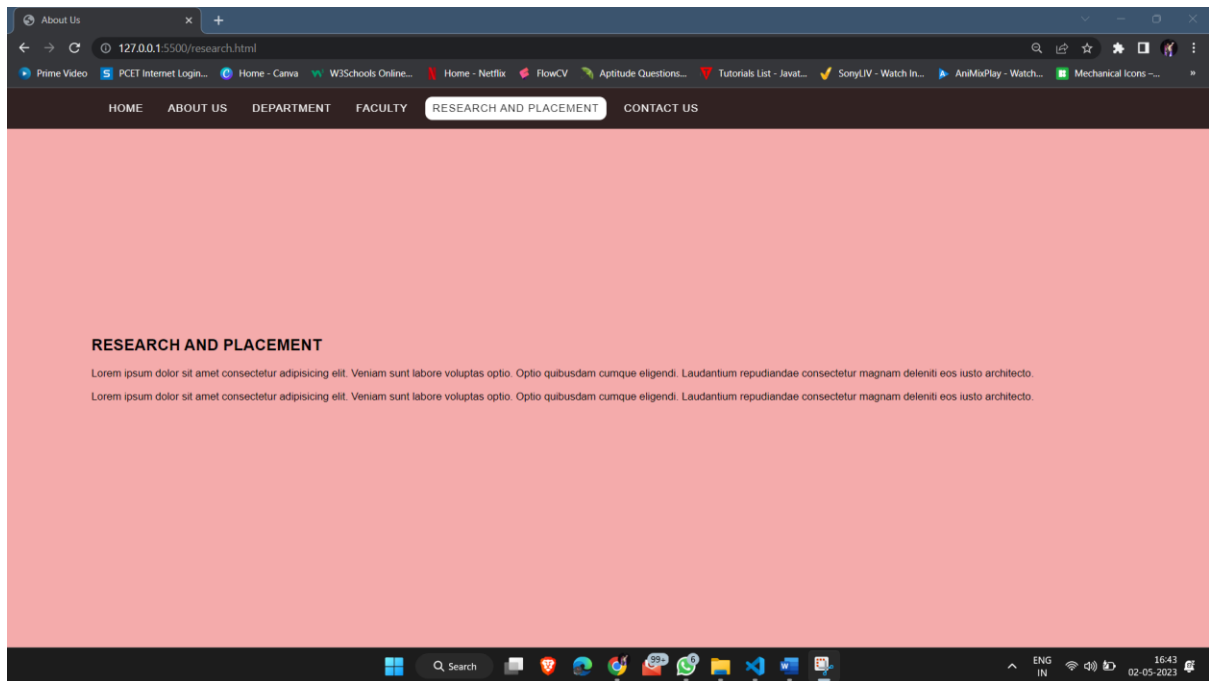 About Us
127.0.0.1:5500/research.html
Prime Video PCET Internet Login... Home - Canva W3Schools Online... Home - Netflix FlowCV Aptitude Questions... Tutorials List - Javat... SonyLIV - Watch In... AniMixPlay - Watch... Mechanical Icons –... »
HOME ABOUT US DEPARTMENT FACULTY RESEARCH AND PLACEMENT CONTACT US
RESEARCH AND PLACEMENT
Lorem ipsum dolor sit amet consectetur adipisicing elit. Veniam sunt labore voluptas optio. Optio quibusdam cumque eligendi. Laudantium repudiandae consectetur magnam deleniti eos iusto architecto.
Lorem ipsum dolor sit amet consectetur adipisicing elit. Veniam sunt labore voluptas optio. Optio quibusdam cumque eligendi. Laudantium repudiandae consectetur magnam deleniti eos iusto architecto.
Search 99+ 6 ENG 16:43
IN 02-05-2023